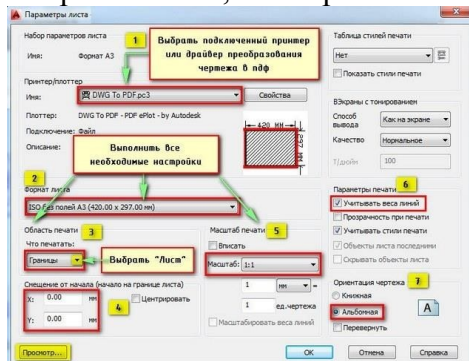 Параметры листа
Набор параметров листа
Имя: Формат А3
1
Выбрать подключенный принтер
или драйвер преобразования
чертежа в пдф
Таблица стилей печати
Нет
Показать стили печати
Принтер/плоттер
Имя: DWG To PDF.pc3
Свойства
Плоттер: DWG To PDF - PDF ePlot - by Autodesk
Подключение: Файл
Описание:
420 MM
297 MM
Выполнить все
необходимые настройки
ВЭкраны с тонированием
Способ
вывода
Как на экране
Качество
Нормальное
Т/дюйм
100
2
Формат листа
ISO без полей A3 (420.00 x 297.00 мм)
Область печати
3
Что печатать:
Границы
Выбрать "Лист"
Масштаб печати
5
Вписать
Масштаб: 1:1
1
мм
=
1
ед.чертежа
Масштабировать веса линий
Параметры печати
6
Учитывать веса линий
Прозрачность при печати
Учитывать стили печати
Объекты листа последними
Скрывать объекты листа
Смещение от начала (начало на границе листа)
X: 0.00 мм
Центрировать
4
Y: 0.00 мм
Ориентация чертежа
7
Книжная
Альбомная
Перевернуть
A
Просмотр...
ОК
Отмена
Справка